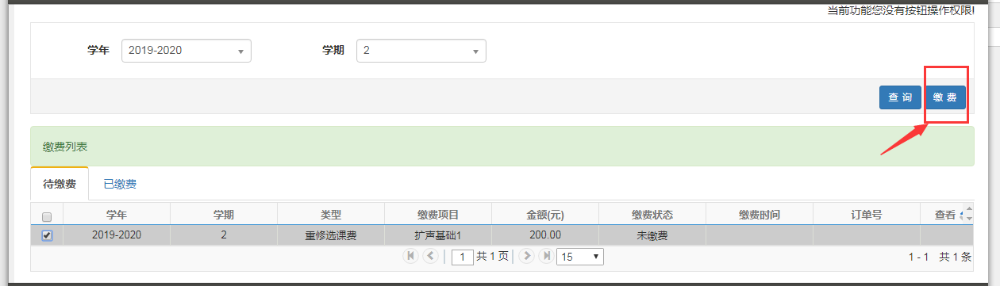 当前功能您没有按钮操作权限!
学年 2019-2020 学期 2
查 询 缴 费
缴费列表
待缴费 已缴费
学年 学期 类型 缴费项目 金额(元) 缴费状态 缴费时间 订单号 查看
2019-2020 2 重修选课费 扩声基础1 200.00 未缴费
1 共 1 页 15 1 - 1 共 1 条